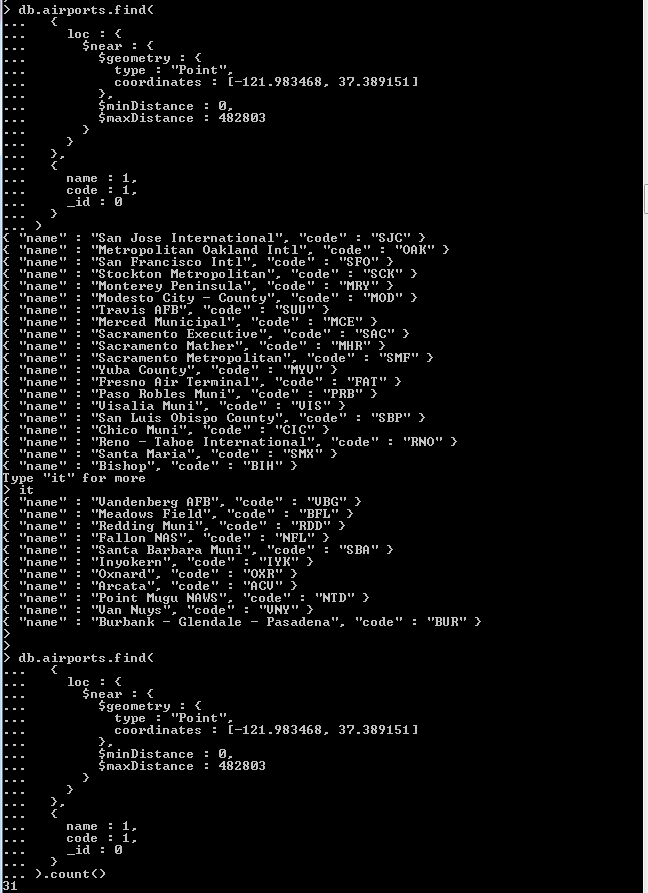 > db.airports.find(
...    {
...      loc : {
...        $near : {
...          $geometry : {
...            type : "Point",
...            coordinates : [-121.983468, 37.389151]
...          },
...          $minDistance : 0,
...          $maxDistance : 482803
...        }
...      }
...    },
...    {
...      name : 1,
...      code : 1,
...      _id : 0
...    }
... )
{ "name" : "San Jose International", "code" : "SJC" }
{ "name" : "Metropolitan Oakland Intl", "code" : "OAK" }
{ "name" : "San Francisco Intl", "code" : "SFO" }
{ "name" : "Stockton Metropolitan", "code" : "SCK" }
{ "name" : "Monterey Peninsula", "code" : "MRY" }
{ "name" : "Modesto City - County", "code" : "MOD" }
{ "name" : "Travis AFB", "code" : "SUU" }
{ "name" : "Merced Municipal", "code" : "MCE" }
{ "name" : "Sacramento Executive", "code" : "SAC" }
{ "name" : "Sacramento Mather", "code" : "MHR" }
{ "name" : "Sacramento Metropolitan", "code" : "SMF" }
{ "name" : "Yuba County", "code" : "MYV" }
{ "name" : "Fresno Air Terminal", "code" : "FAT" }
{ "name" : "Paso Robles Muni", "code" : "PRB" }
{ "name" : "Visalia Muni", "code" : "VIS" }
{ "name" : "San Luis Obispo County", "code" : "SBP" }
{ "name" : "Chico Muni", "code" : "CIC" }
{ "name" : "Reno - Tahoe International", "code" : "RNO" }
{ "name" : "Santa Maria", "code" : "SMX" }
{ "name" : "Bishop", "code" : "BIH" }
Type "it" for more
> it
{ "name" : "Vandenberg AFB", "code" : "VBG" }
{ "name" : "Meadows Field", "code" : "BFL" }
{ "name" : "Redding Muni", "code" : "RDD" }
{ "name" : "Fallon NAS", "code" : "NFL" }
{ "name" : "Santa Barbara Muni", "code" : "SBA" }
{ "name" : "Inyokern", "code" : "IYK" }
{ "name" : "Oxnard", "code" : "OXR" }
{ "name" : "Arcata", "code" : "ACV" }
{ "name" : "Point Mugu NAWS", "code" : "NTD" }
{ "name" : "Van Nuys", "code" : "VNY" }
{ "name" : "Burbank - Glendale - Pasadena", "code" : "BUR" }
>
>
> db.airports.find(
...    {
...      loc : {
...        $near : {
...          $geometry : {
...            type : "Point",
...            coordinates : [-121.983468, 37.389151]
...          },
...          $minDistance : 0,
...          $maxDistance : 482803
...        }
...      }
...    },
...    {
...      name : 1,
...      code : 1,
...      _id : 0
...    }
... ).count()
31